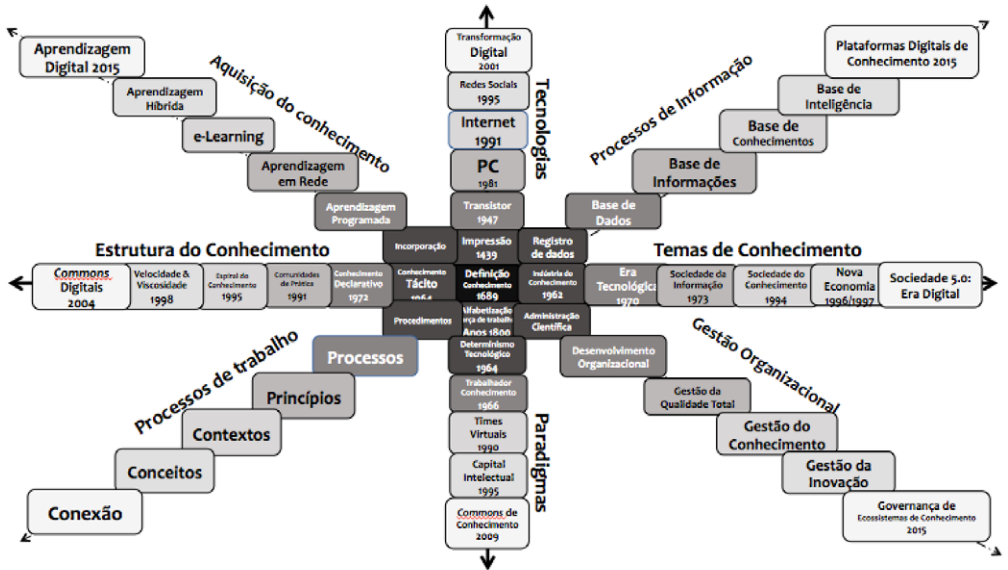 Aprendizagem
Digital 2015
Aprendizagem
Híbrida
e-Learning
Aprendizagem
em Rede
Aprendizagem
Programada
Incorporação
Aquisição do conhecimento
Transformação
Digital
2001
Redes Sociais
1995
Internet
1991
PC
1981
Transistor
1947
Impressão
1439
Tecnologias
Plataformas Digitais de
Conhecimento 2015
Base de
Inteligência
Base de
Conhecimentos
Base de
Informações
Base de
Dados
Registro
de dados
Processos de Informação
Estrutura do Conhecimento
Commons
Digitais
2004
Velocidade &
Viscosidade
1998
Espiral do
Conhecimento
1995
Comunidades
de Prática
1991
Conhecimento
Declarativo
1972
Conhecimento
Tácito
1964
Definição
Conhecimento
1689
Temas de Conhecimento
Indústria do
Conhecimento
1962
Era
Tecnológica
1970
Sociedade da
Informação
1973
Sociedade do
Conhecimento
1994
Nova
Economia
1996/1997
Sociedade 5.0:
Era Digital
Procedimentos
Processos
Princípios
Contextos
Conceitos
Conexão
Processos de trabalho
Alfabetização
força de trabalho
Anos 1800
Determinismo
Tecnológico
1964
Trabalhador
Conhecimento
1966
Times
Virtuais
1990
Capital
Intelectual
1995
Commons de
Conhecimento
2009
Paradigmas
Administração
Científica
Desenvolvimento
Organizacional
Gestão da
Qualidade Total
Gestão do
Conhecimento
Gestão da
Inovação
Governança de
Ecossistemas de Conhecimento
2015
Gestão Organizacional